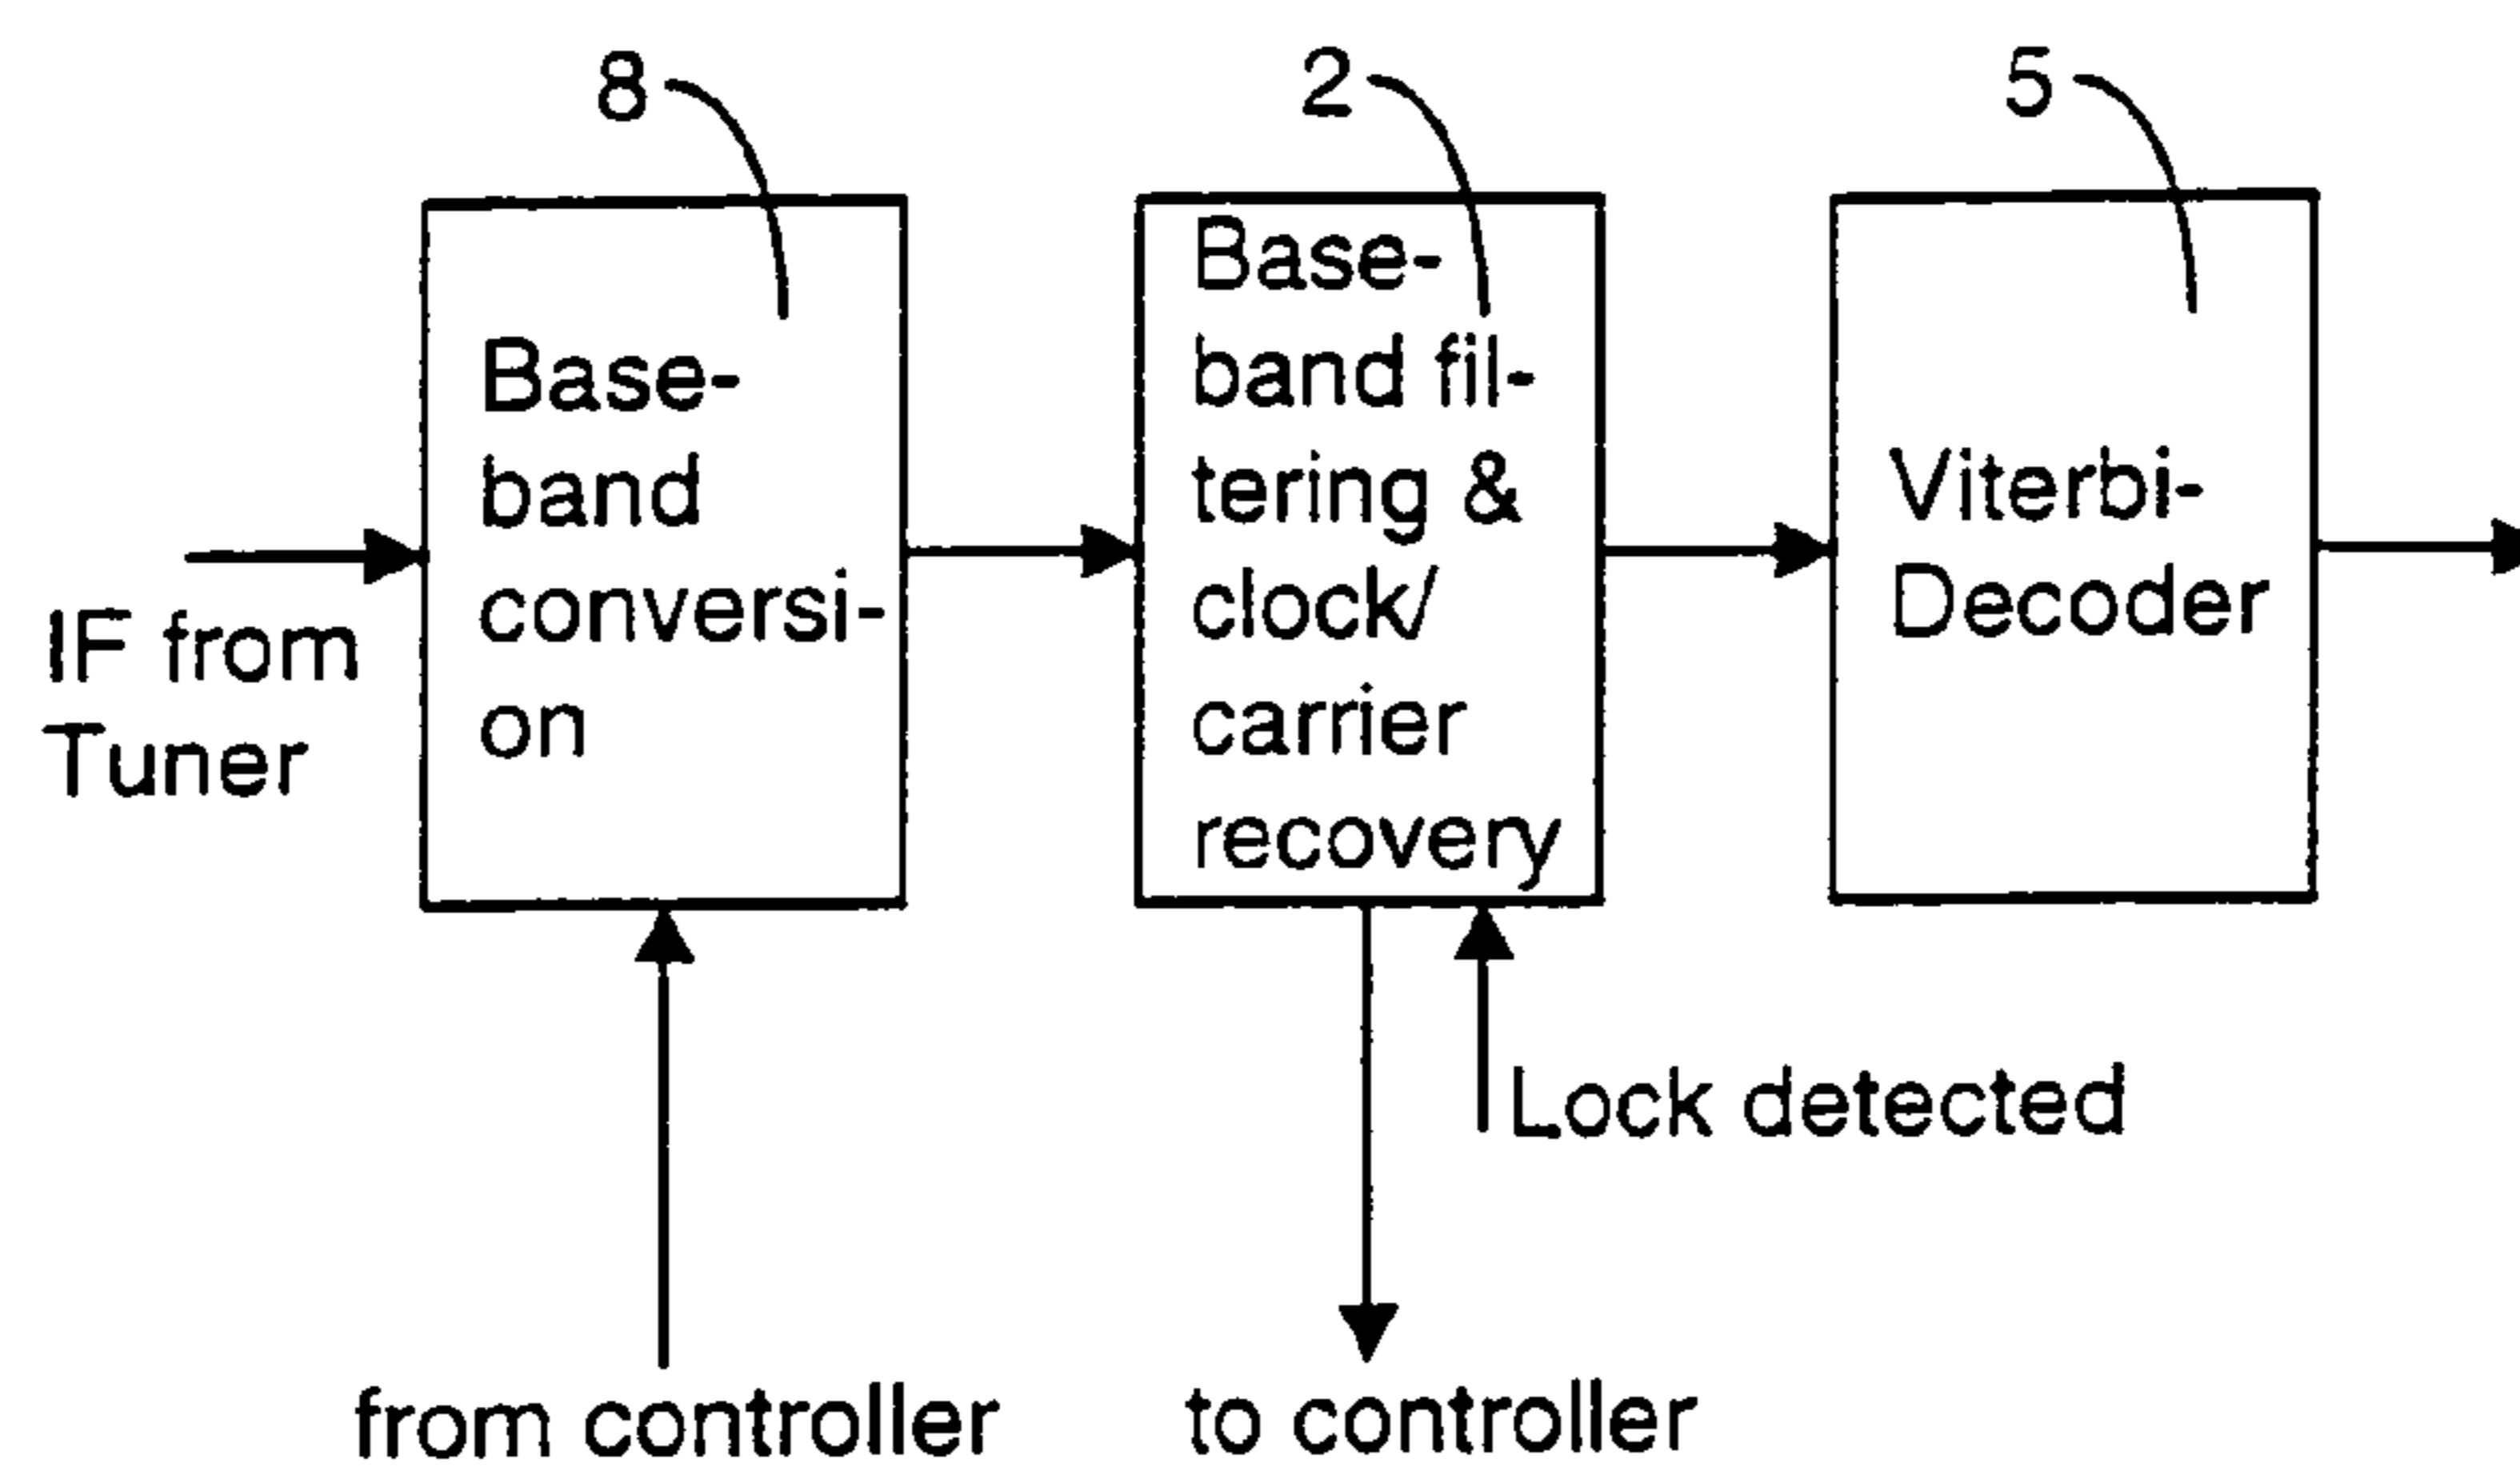 8
2
5
Base-
band
conversi-
on
Base-
band fil-
tering &
clock/
carrier
recovery
Viterbi-
Decoder
IF from
Tuner
Lock detected
from controller
to controller